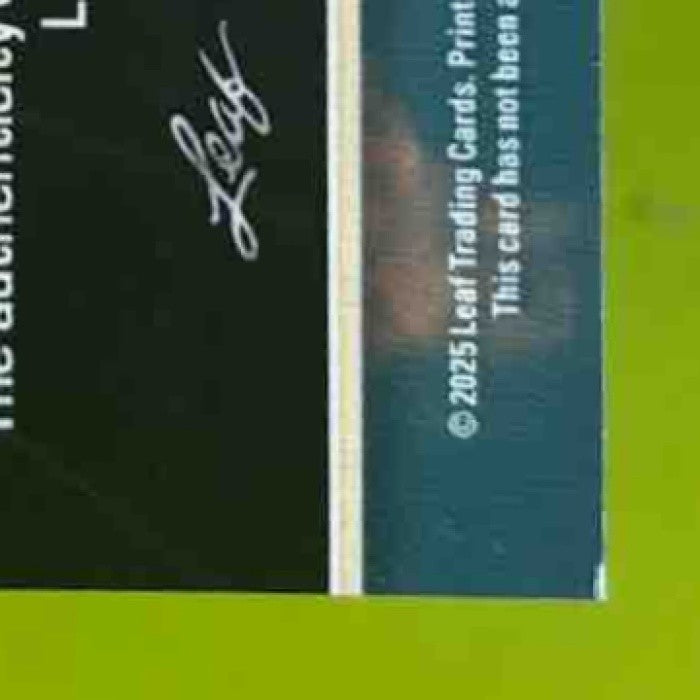 The authenticity
L
Leaf
© 2025 Leaf Trading Cards. Print
This card has not been a